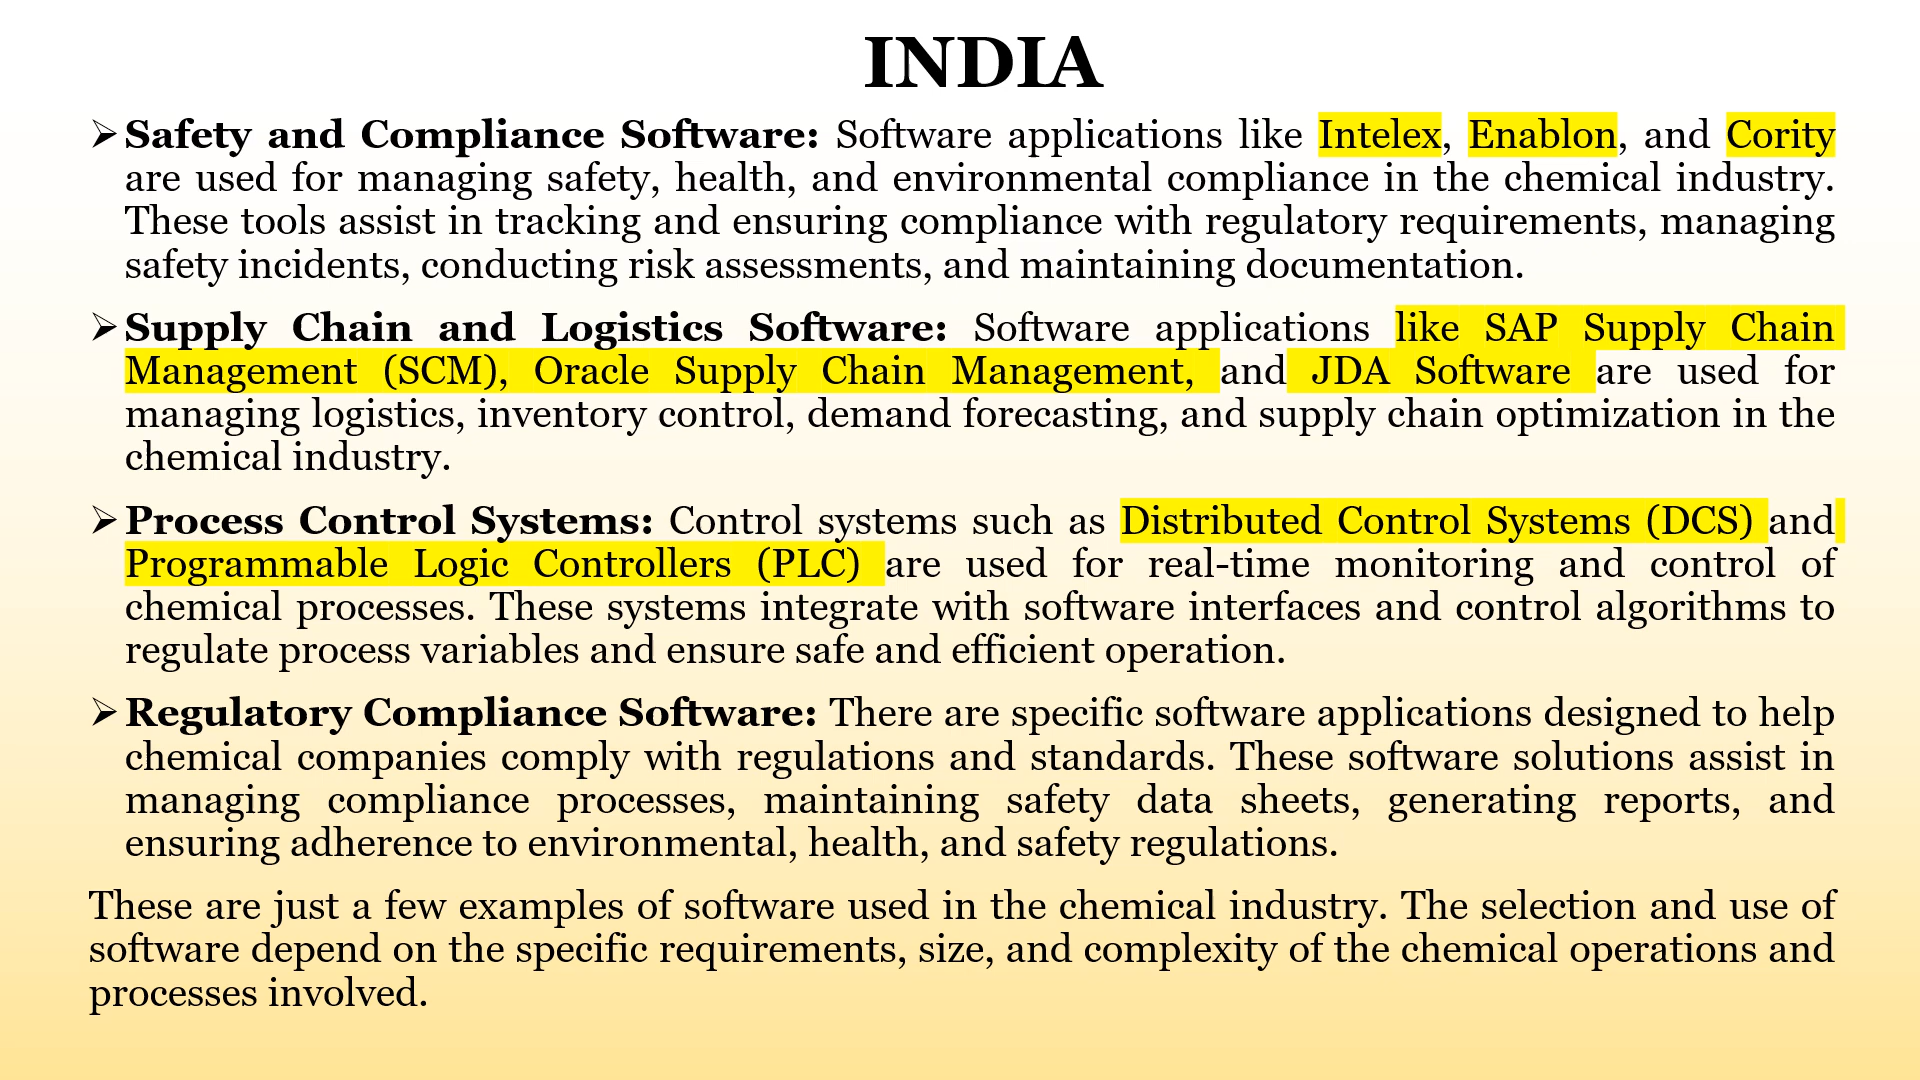 INDIA
➢Safety and Compliance Software: Software applications like Intelex, Enablon, and Cority
are used for managing safety, health, and environmental compliance in the chemical industry.
These tools assist in tracking and ensuring compliance with regulatory requirements, managing
safety incidents, conducting risk assessments, and maintaining documentation.
➢Supply Chain and Logistics Software: Software applications like SAP Supply Chain
Management (SCM), Oracle Supply Chain Management, and JDA Software are used for
managing logistics, inventory control, demand forecasting, and supply chain optimization in the
chemical industry.
➢Process Control Systems: Control systems such as Distributed Control Systems (DCS) and
Programmable Logic Controllers (PLC) are used for real-time monitoring and control of
chemical processes. These systems integrate with software interfaces and control algorithms to
regulate process variables and ensure safe and efficient operation.
➢Regulatory Compliance Software: There are specific software applications designed to help
chemical companies comply with regulations and standards. These software solutions assist in
managing compliance processes, maintaining safety data sheets, generating reports, and
ensuring adherence to environmental, health, and safety regulations.
These are just a few examples of software used in the chemical industry. The selection and use of
software depend on the specific requirements, size, and complexity of the chemical operations and
processes involved.